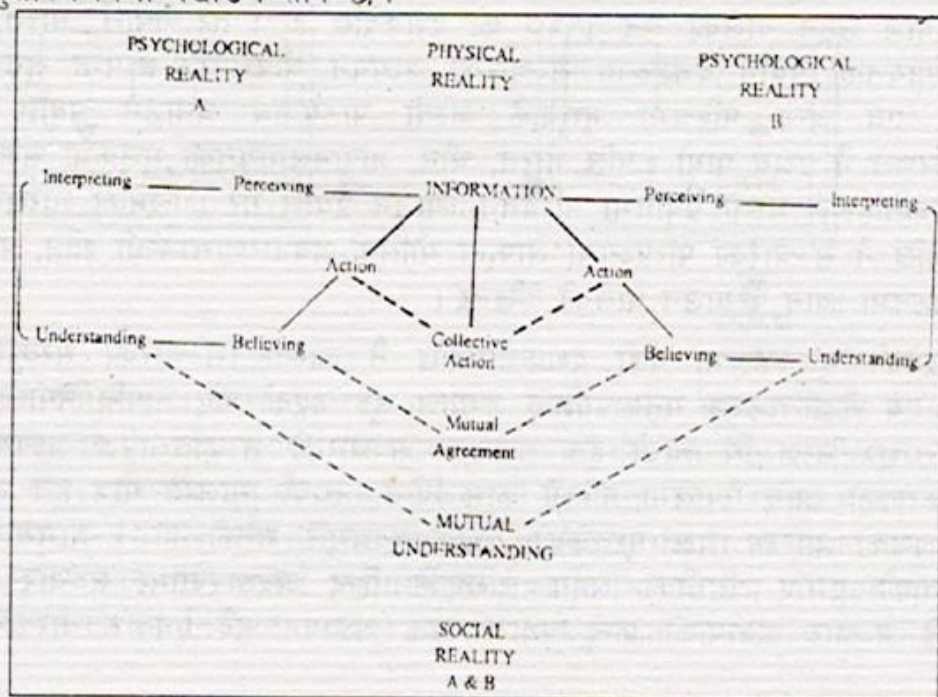 PSYCHOLOGICAL PHYSICAL PSYCHOLOGICAL
REALITY REALITY REALITY
A B
Interpreting Perceiving INFORMATION Perceiving Interpreting
Action Action
Understanding Believing Collective Believing Understanding
Action
Mutual
Agreement
MUTUAL
UNDERSTANDING
SOCIAL
REALITY
A & B